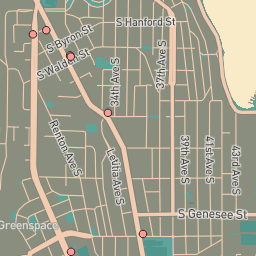 S Hanford St
S Byron St
S Walden St
34th Ave S
37th Ave S
Renton Ave S
Letitia Ave S
39th Ave S
41st Ave S
43rd Ave S
S Genesee St
Greenspace